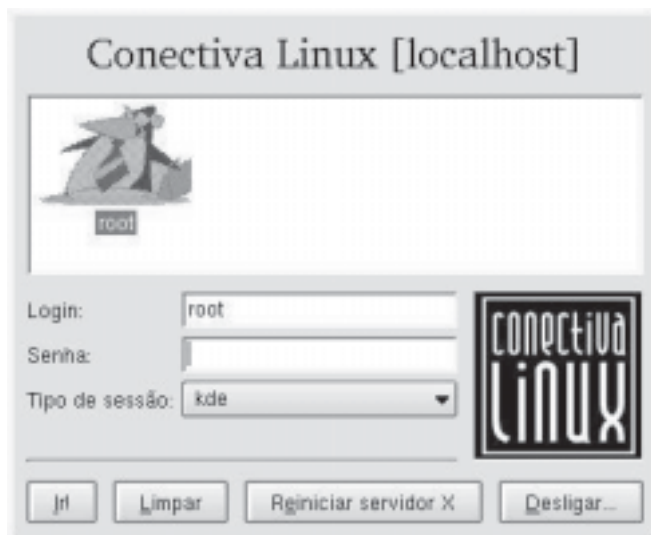 Conectiva Linux [localhost]
root
Login: root
Senha:
Tipo de sessão: kde
conectiva
Linux
Ir! Limpar Reiniciar servidor X Desligar...